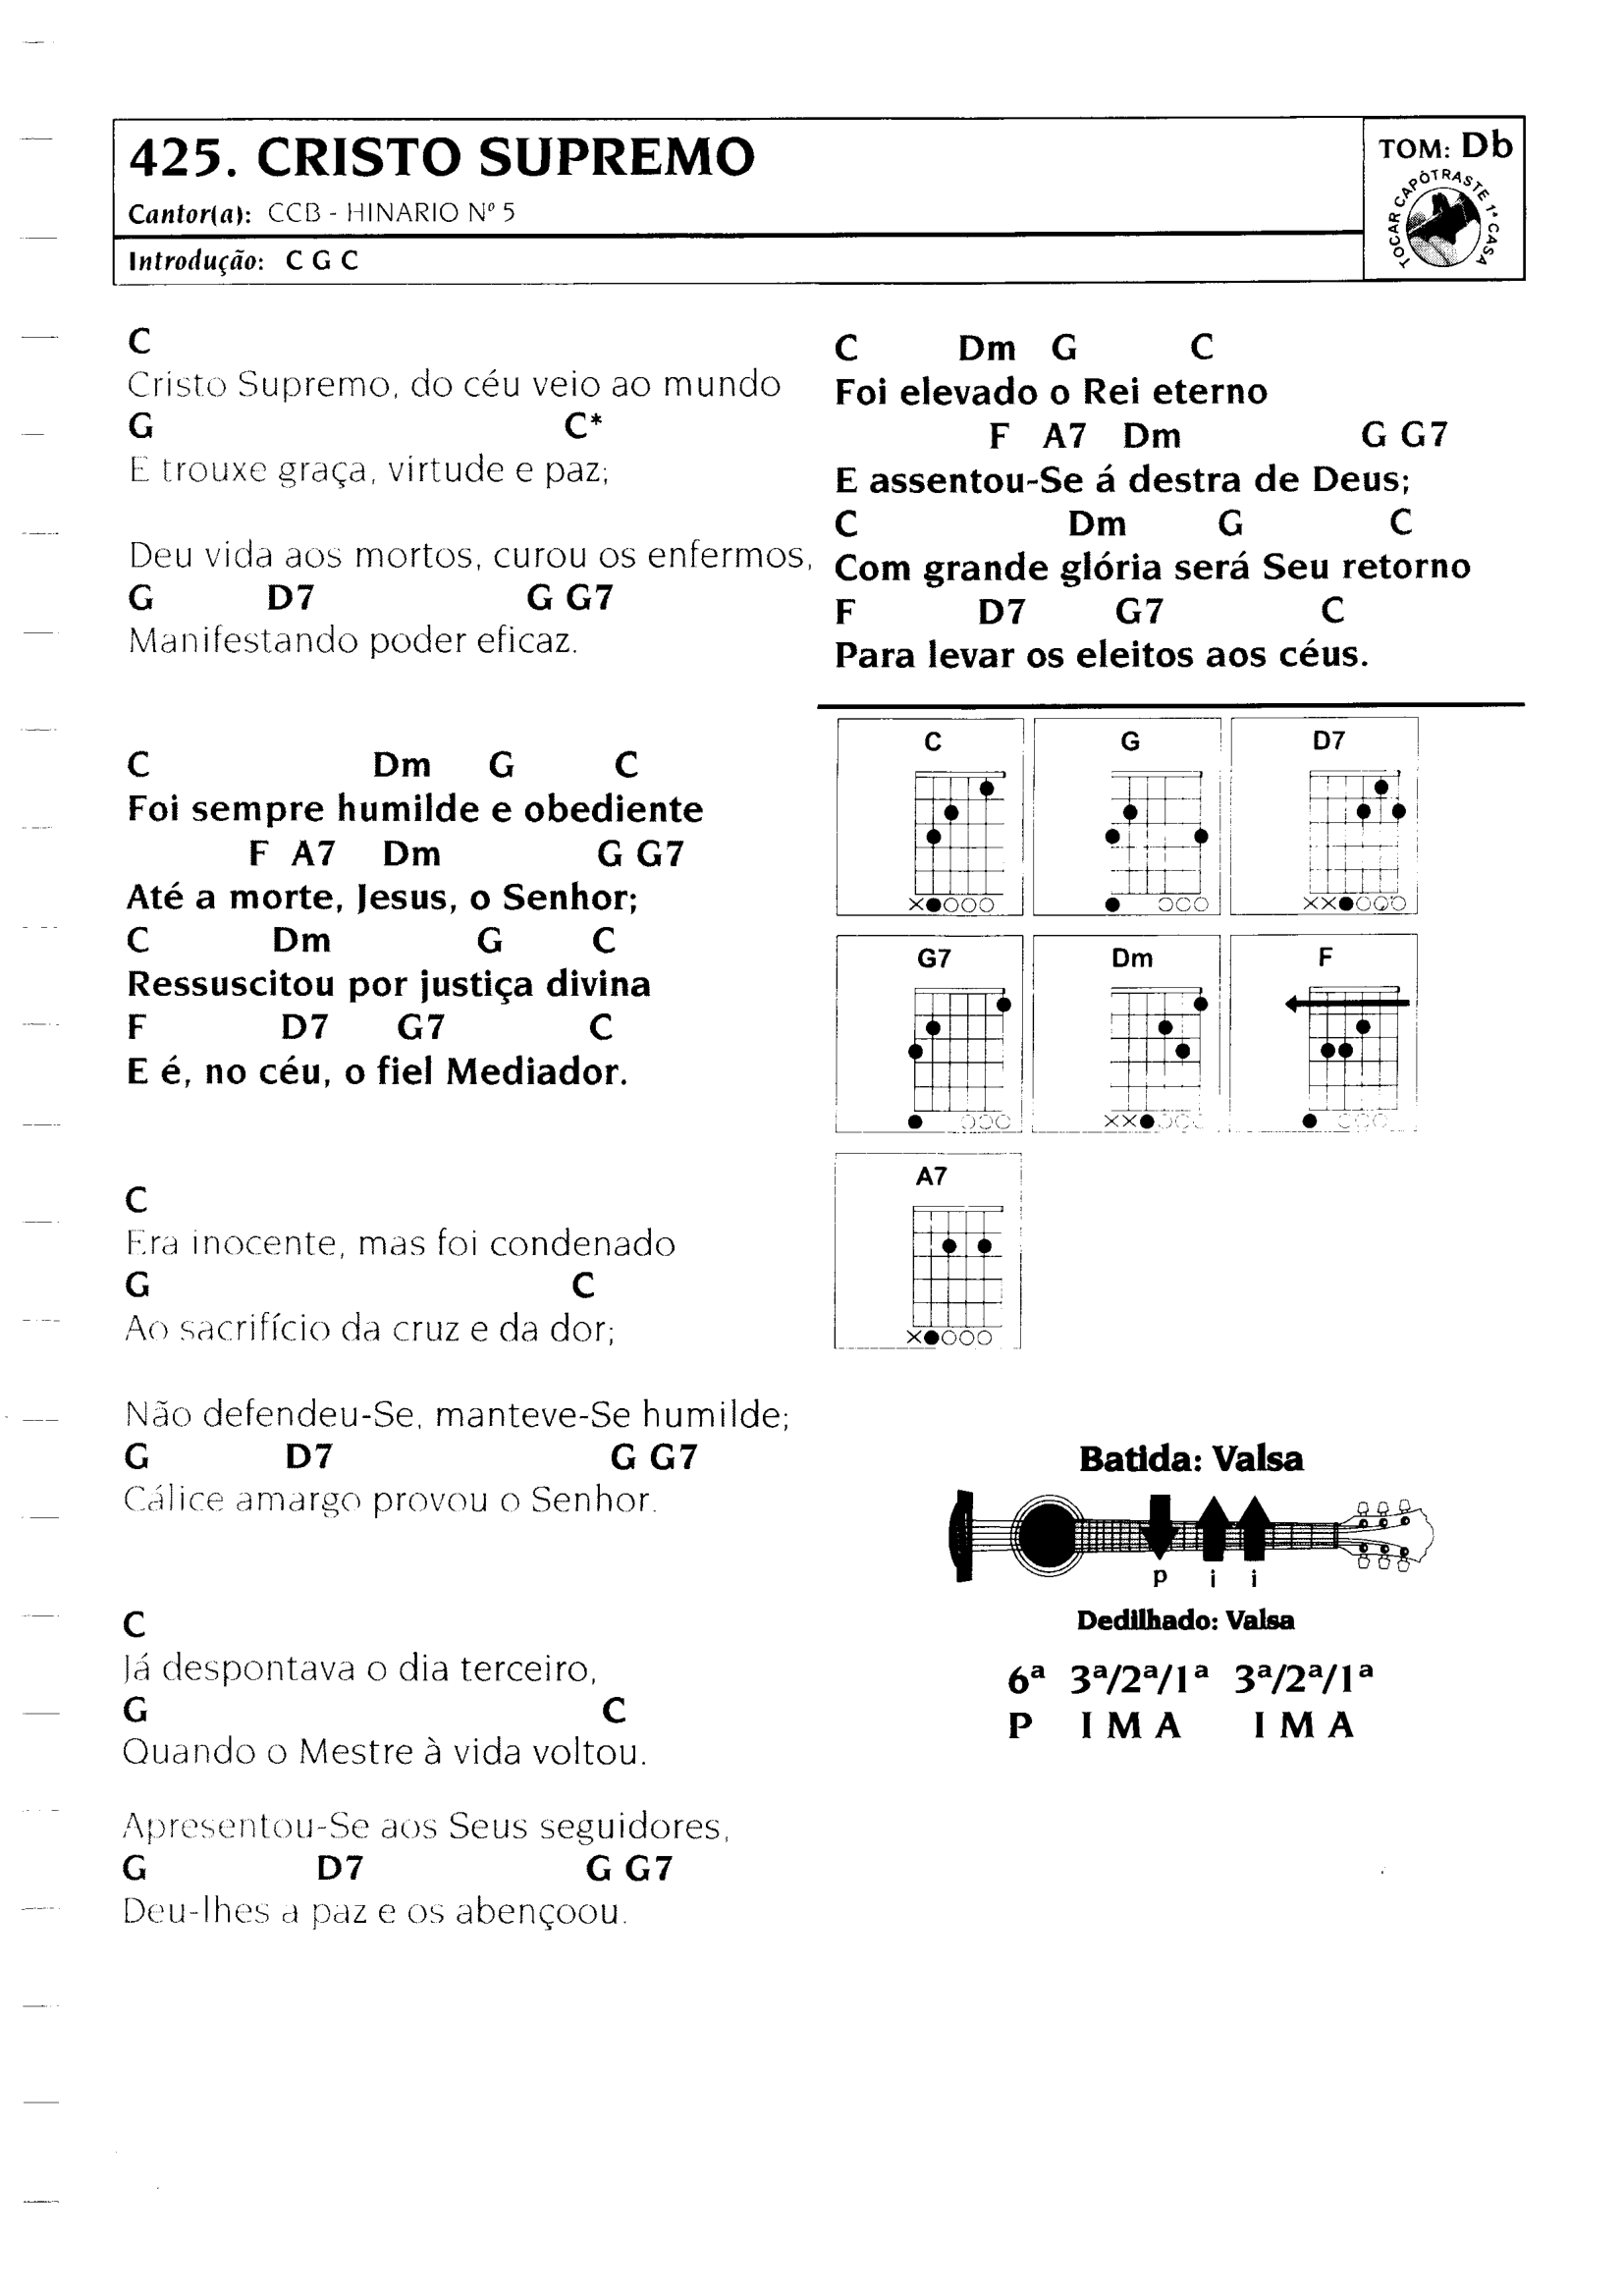 425. CRISTO SUPREMO
Cantor(a): CCB - HINARIO Nº 5
Introdução: C G C
TOM: Db
TOCAR CAPÒTRASTE 1ª CASA
C
Cristo Supremo, do céu veio ao mundo
G C*
E trouxe graça, virtude e paz;
Deu vida aos mortos, curou os enfermos,
G D7 G G7
Manifestando poder eficaz.
C Dm G C
Foi sempre humilde e obediente
F A7 Dm G G7
Até a morte, Jesus, o Senhor;
C Dm G C
Ressuscitou por justiça divina
F D7 G7 C
E é, no céu, o fiel Mediador.
C
Era inocente, mas foi condenado
G C
Ao sacrifício da cruz e da dor;
Não defendeu-Se, manteve-Se humilde;
G D7 G G7
Cálice amargo provou o Senhor.
C
Já despontava o dia terceiro,
G C
Quando o Mestre à vida voltou.
Apresentou-Se aos Seus seguidores,
G D7 G G7
Deu-lhes a paz e os abençoou.
C Dm G C
Foi elevado o Rei eterno
F A7 Dm G G7
E assentou-Se á destra de Deus;
C Dm G C
Com grande glória será Seu retorno
F D7 G7 C
Para levar os eleitos aos céus.
C G D7
G7 Dm F
A7
Batida: Valsa
p i i
Dedilhado: Valsa
6ª 3ª/2ª/1ª 3ª/2ª/1ª
P I M A I M A